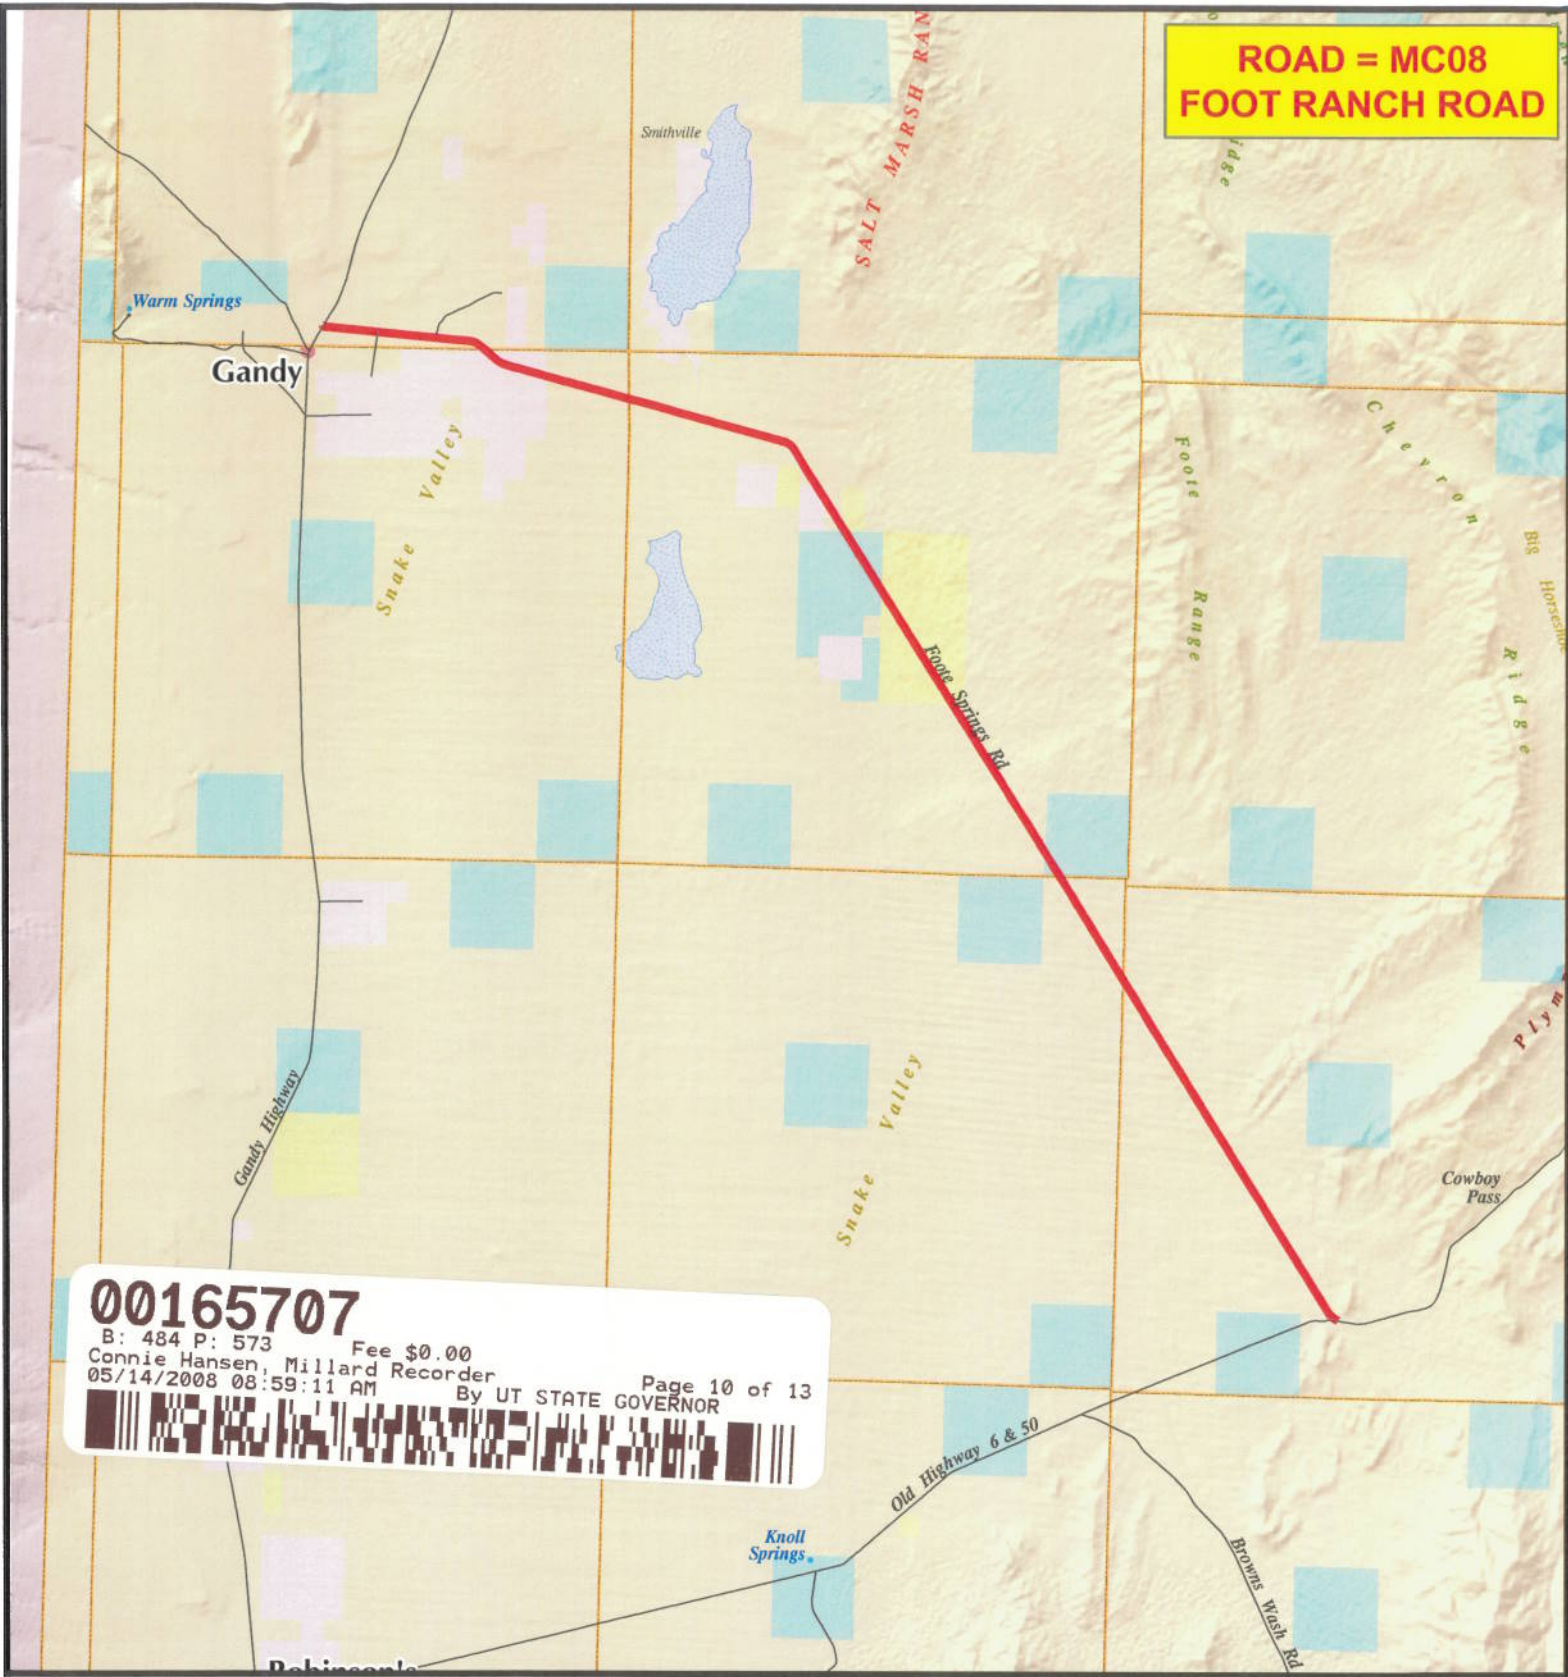 ROAD = MC08
FOOT RANCH ROAD
SALT MARSH RAN
idge
Smithville
Warm Springs
Gandy
Snake Valley
Foote Range
Chevron Ridge
Big Horseshoe
Foote Springs Rd
Plym
Gandy Highway
Snake Valley
Cowboy
Pass
00165707
B: 484 P: 573 Fee $0.00
Connie Hansen, Millard Recorder
05/14/2008 08:59:11 AM By UT STATE GOVERNOR Page 10 of 13
Old Highway 6 & 50
Knoll
Springs
Browns Wash Rd
Robinson's